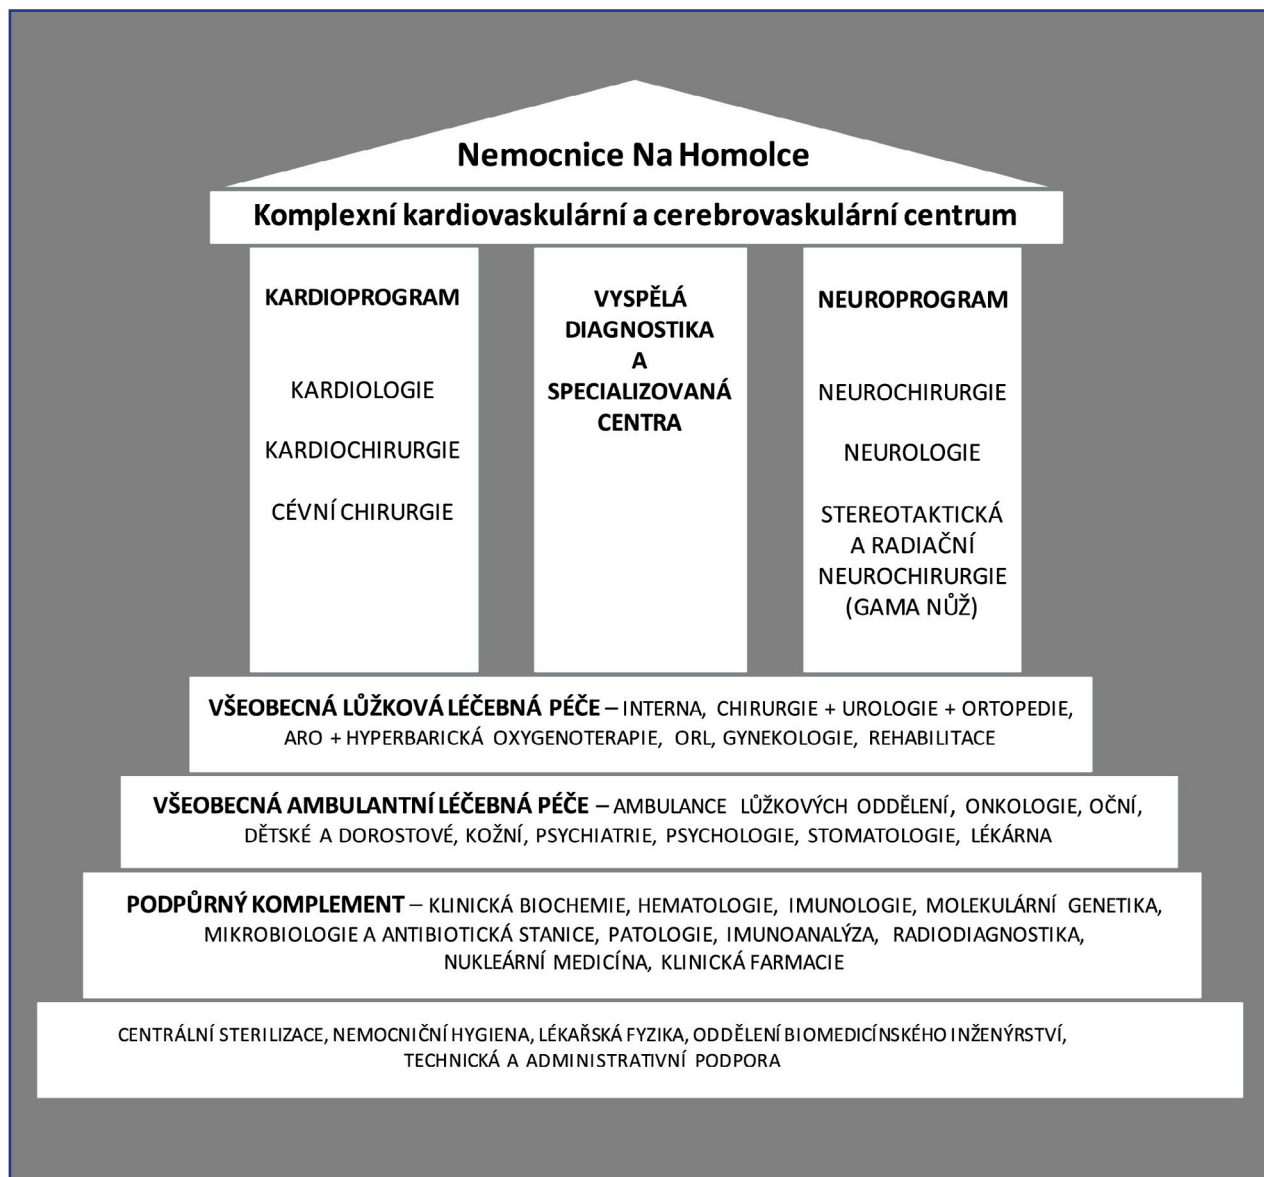 Nemocnice Na Homolce
Komplexní kardiovaskulární a cerebrovaskulární centrum
KARDIOPROGRAM
KARDIOLOGIE
KARDIOCHIRURGIE
CÉVNÍ CHIRURGIE
VYSPĚLÁ
DIAGNOSTIKA
A
SPECIALIZOVANÁ
CENTRA
NEUROPROGRAM
NEUROCHIRURGIE
NEUROLOGIE
STEREOTAKTICKÁ
A RADIAČNÍ
NEUROCHIRURGIE
(GAMA NŮŽ)
VŠEOBECNÁ LŮŽKOVÁ LÉČEBNÁ PÉČE – INTERNA, CHIRURGIE + UROLOGIE + ORTOPEDIE,
ARO + HYPERBARICKÁ OXYGENOTERAPIE, ORL, GYNEKOLOGIE, REHABILITACE
VŠEOBECNÁ AMBULANTNÍ LÉČEBNÁ PÉČE – AMBULANCE LŮŽKOVÝCH ODDĚLENÍ, ONKOLOGIE, OČNÍ,
DĚTSKÉ A DOROSTOVÉ, KOŽNÍ, PSYCHIATRIE, PSYCHOLOGIE, STOMATOLOGIE, LÉKÁRNA
PODPŮRNÝ KOMPLEMENT – KLINICKÁ BIOCHEMIE, HEMATOLOGIE, IMUNOLOGIE, MOLEKULÁRNÍ GENETIKA,
MIKROBIOLOGIE A ANTIBIOTICKÁ STANICE, PATOLOGIE, IMUNOANALÝZA, RADIODIAGNOSTIKA,
NUKLEÁRNÍ MEDICÍNA, KLINICKÁ FARMACIE
CENTRÁLNÍ STERILIZACE, NEMOCNIČNÍ HYGIENA, LÉKAŘSKÁ FYZIKA, ODDĚLENÍ BIOMEDICÍNSKÉHO INŽENÝRSTVÍ,
TECHNICKÁ A ADMINISTRATIVNÍ PODPORA